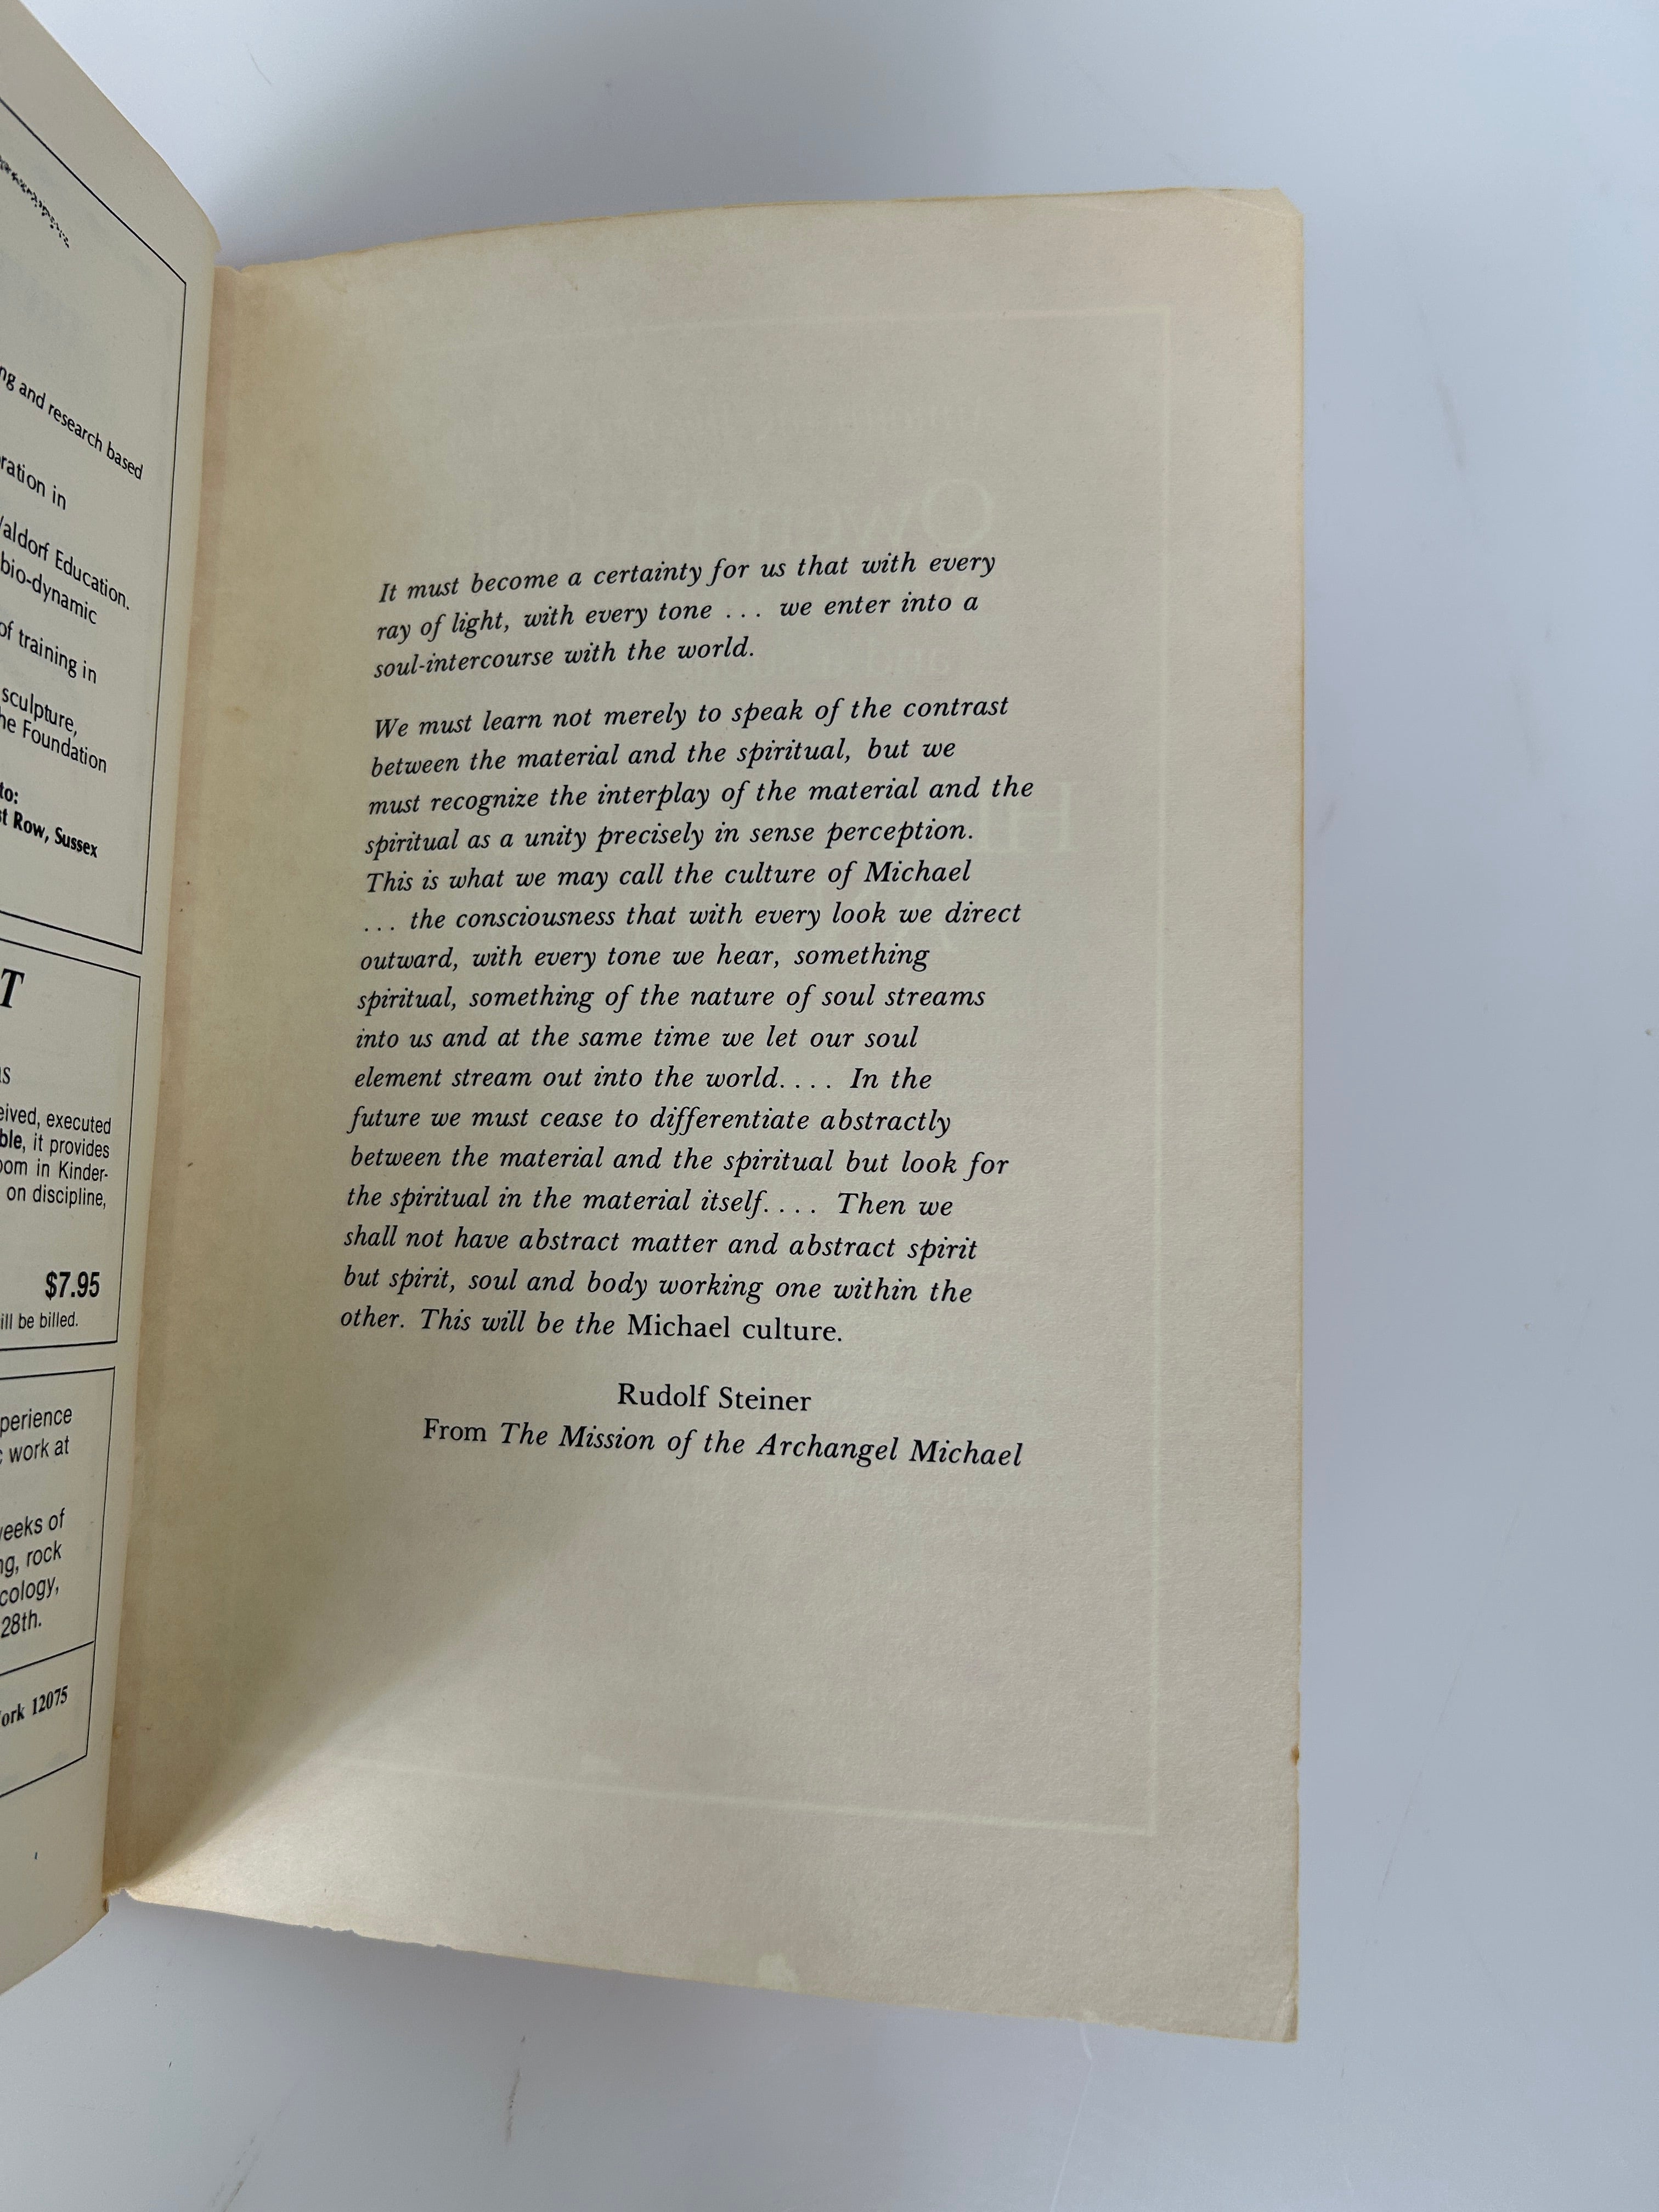 ng and research based
ration in
Waldorf Education.
bio-dynamic
of training in
sculpture,
he Foundation
to:
st Row, Sussex
T
ns
eived, executed
ble, it provides
oom in Kinder-
on discipline,
$7.95
ill be billed.
perience
c work at
weeks of
ng, rock
cology,
28th.
York 12075
It must become a certainty for us that with every
ray of light, with every tone ... we enter into a
soul-intercourse with the world.
We must learn not merely to speak of the contrast
between the material and the spiritual, but we
must recognize the interplay of the material and the
spiritual as a unity precisely in sense perception.
This is what we may call the culture of Michael
... the consciousness that with every look we direct
outward, with every tone we hear, something
spiritual, something of the nature of soul streams
into us and at the same time we let our soul
element stream out into the world.... In the
future we must cease to differentiate abstractly
between the material and the spiritual but look for
the spiritual in the material itself.... Then we
shall not have abstract matter and abstract spirit
but spirit, soul and body working one within the
other. This will be the Michael culture.
Rudolf Steiner
From The Mission of the Archangel Michael